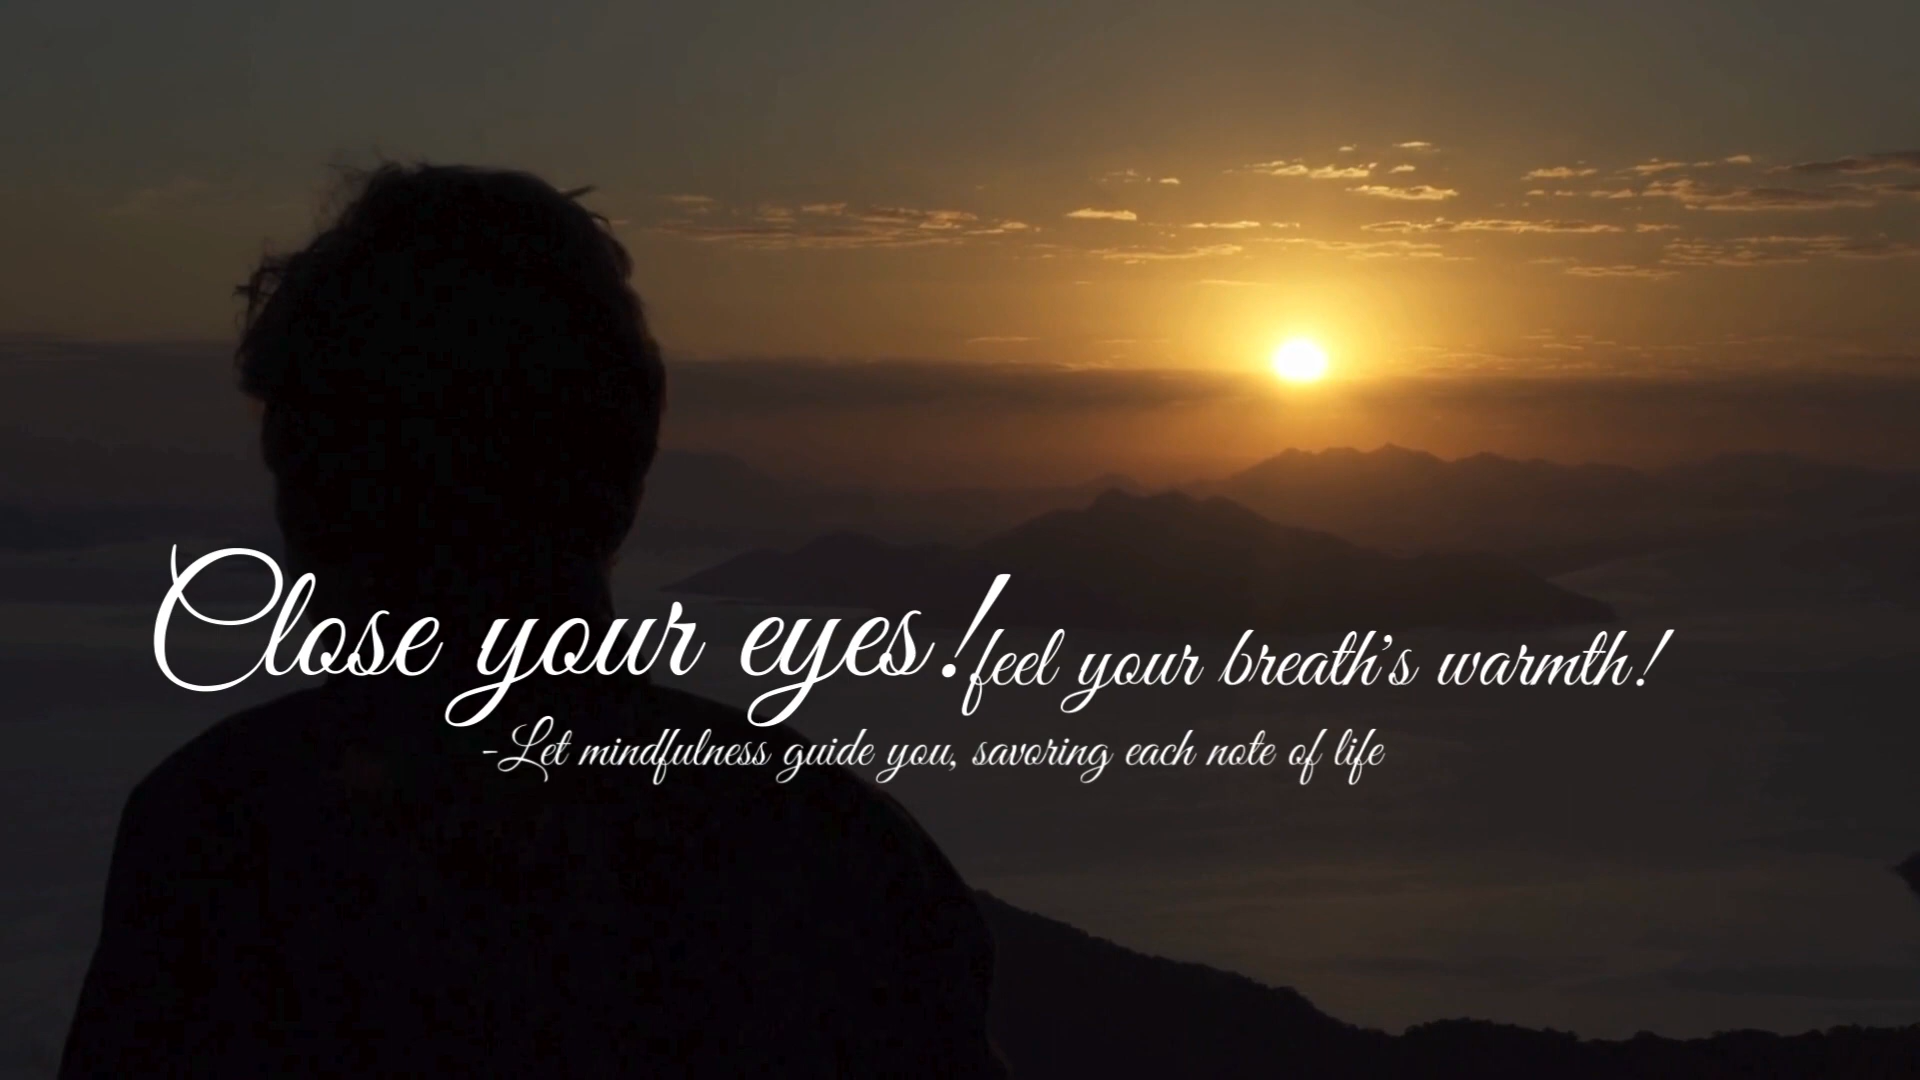 Close your eyes! feel your breath's warmth!
-Let mindfulness guide you, savoring each note of life